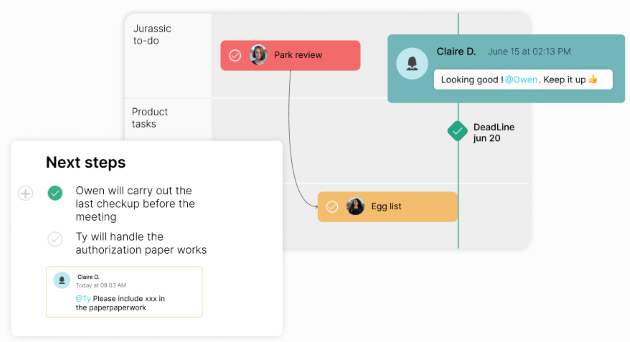 Jurassic
to-do
Park review
Claire D. June 15 at 02:13 PM
Looking good ! @Owen. Keep it up 👍
Product
tasks
DeadLine
jun 20
Egg list
Next steps
Owen will carry out the
last checkup before the
meeting
Ty will handle the
authorization paper works
Claire D.
Today at 09:03 AM
@Ty Please include xxx in
the paperpaperwork